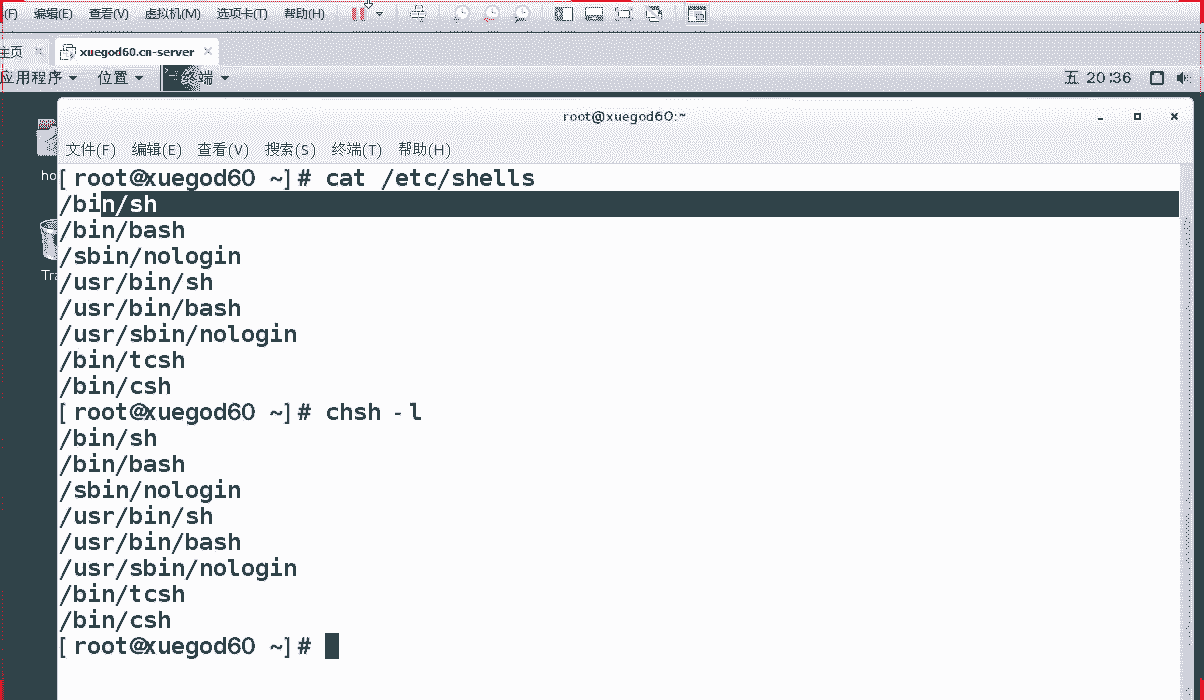 (F) 编辑(E) 查看(V) 虚拟机(M) 选项卡(T) 帮助(H)
主页 × xuegod60.cn-server ×
应用程序 位置 终端 五 20:36
root@xuegod60:~
文件(F) 编辑(E) 查看(V) 搜索(S) 终端(T) 帮助(H)
ho
Tra
[root@xuegod60 ~]# cat /etc/shells
/bin/sh
/bin/bash
/sbin/nologin
/usr/bin/sh
/usr/bin/bash
/usr/sbin/nologin
/bin/tcsh
/bin/csh
[root@xuegod60 ~]# chsh -l
/bin/sh
/bin/bash
/sbin/nologin
/usr/bin/sh
/usr/bin/bash
/usr/sbin/nologin
/bin/tcsh
/bin/csh
[root@xuegod60 ~]#